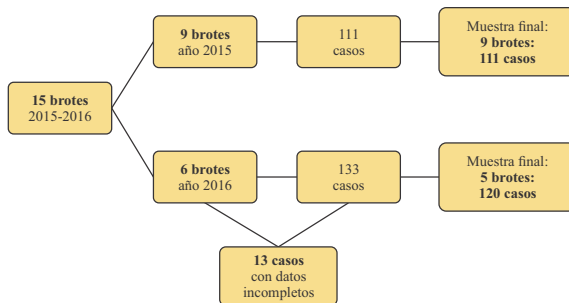 15 brotes
2015-2016
9 brotes
año 2015
111
casos
Muestra final:
9 brotes:
111 casos
6 brotes
año 2016
133
casos
Muestra final:
5 brotes:
120 casos
13 casos
con datos
incompletos